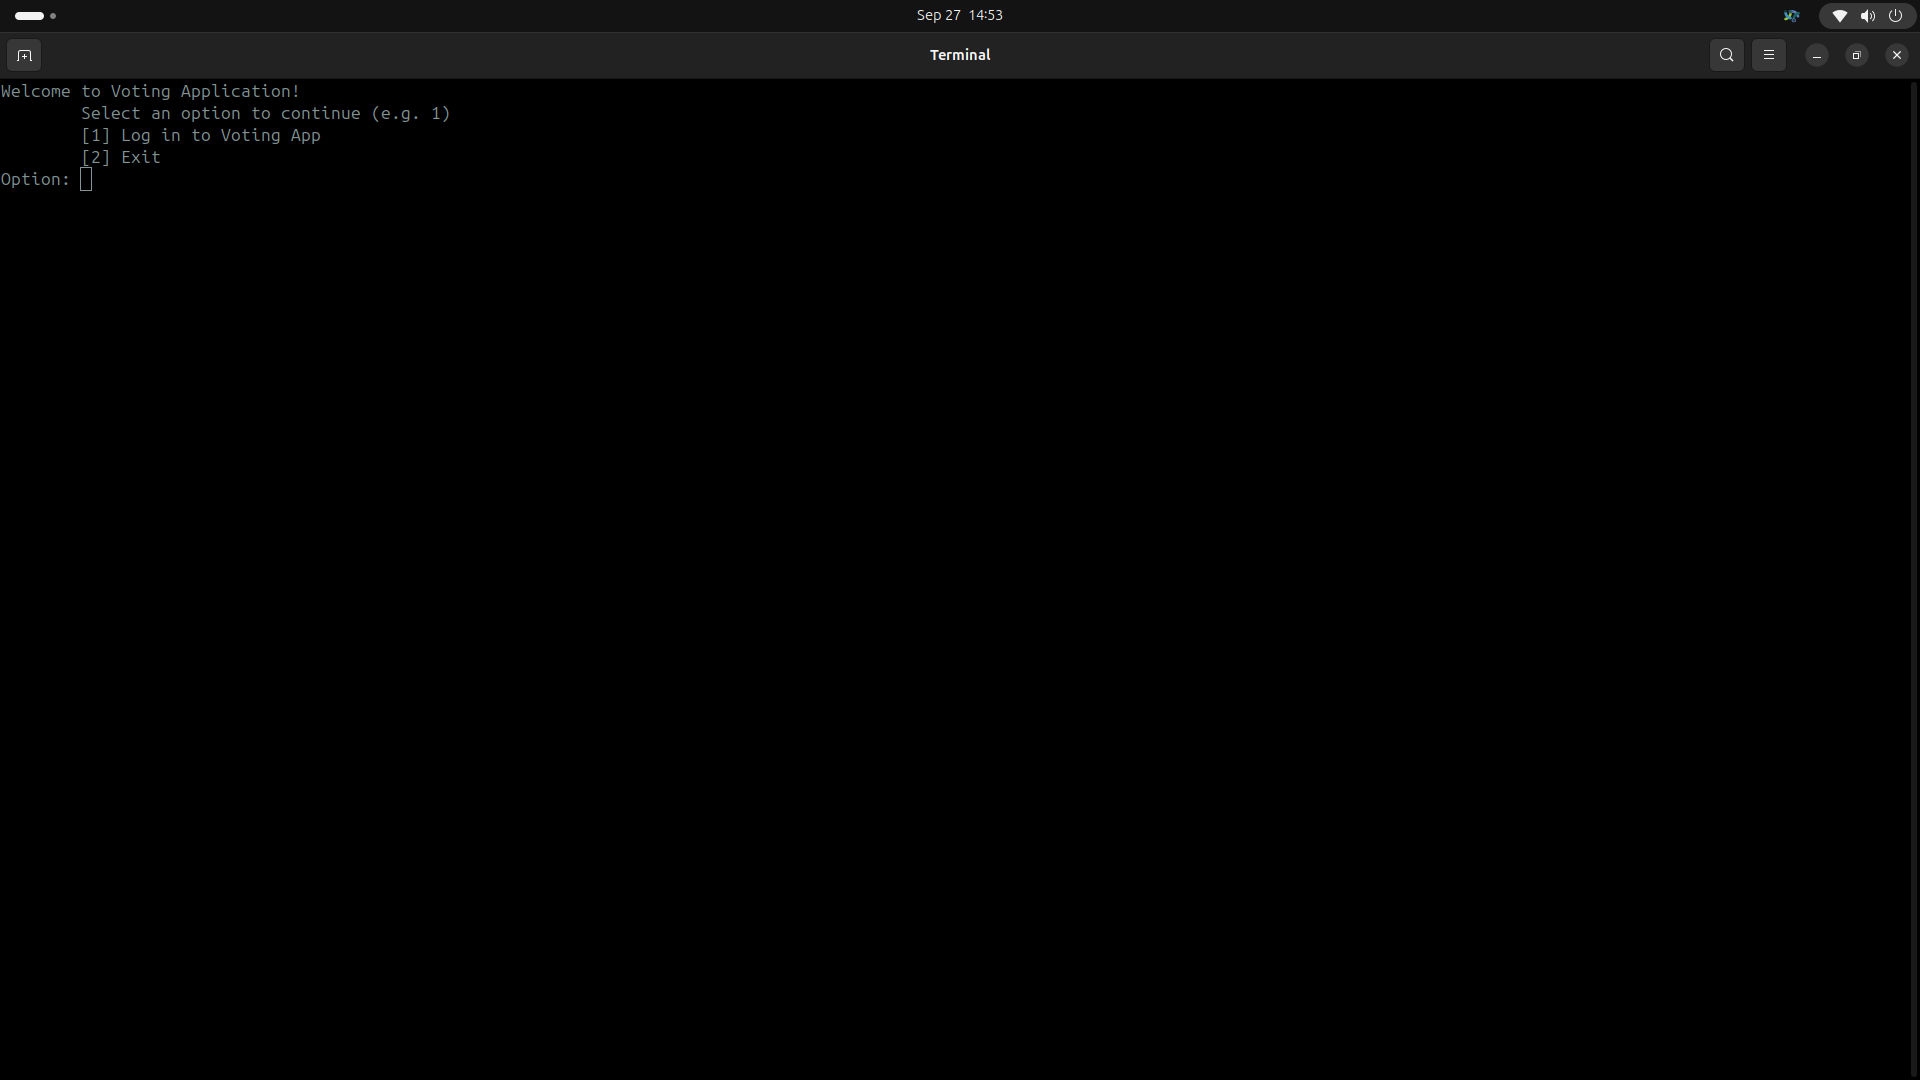 Sep 27 14:53
Terminal
Welcome to Voting Application!
Select an option to continue (e.g. 1)
[1] Log in to Voting App
[2] Exit
Option: